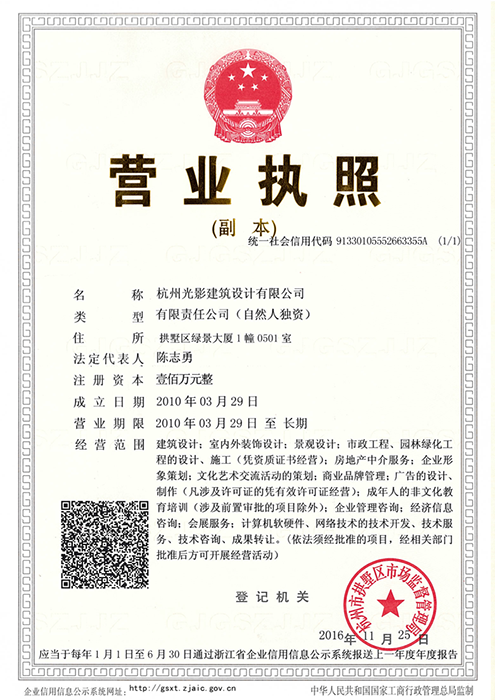 营业执照
(副 本)
统一社会信用代码 91330105552663355A (1/1)
名 称 杭州光影建筑设计有限公司
类 型 有限责任公司（自然人独资）
住 所 拱墅区绿景大厦1幢0501室
法定代表人 陈志勇
注册资本 壹佰万元整
成立日期 2010年03月29日
营业期限 2010年03月29日 至 长期
经营范围 建筑设计；室内外装饰设计；景观设计；市政工程、园林绿化工
程的设计、施工（凭资质证书经营）；房地产中介服务；企业形
象策划；文化艺术交流活动的策划；商业品牌管理；广告的设计、
制作（凡涉及许可证的凭有效许可证经营）；成年人的非文化教
育培训（涉及前置审批的项目除外）；企业管理咨询；经济信息
咨询；会展服务；计算机软硬件、网络技术的技术开发、技术服
务、技术咨询、成果转让。(依法须经批准的项目，经相关部门
批准后方可开展经营活动）
登记机关
杭州市拱墅区市场监督管理局
2016年 11月 25日
应当于每年1月1日至6月30日通过浙江省企业信用信息公示系统报送上一年度年度报告
企业信用信息公示系统网址: http://gsxt.zjaic.gov.cn/
中华人民共和国国家工商行政管理总局监制